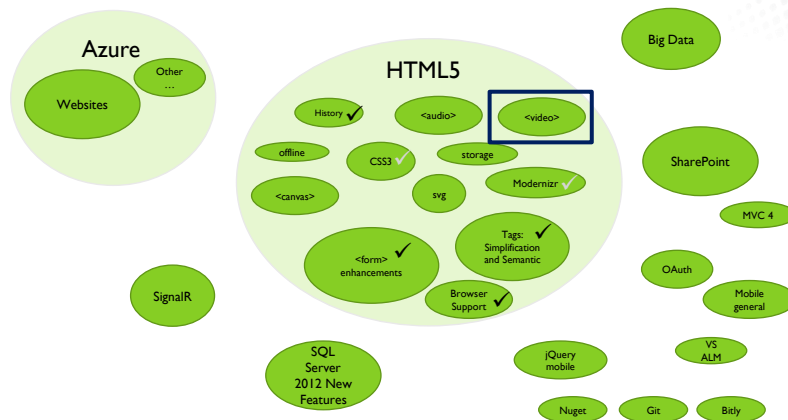 Azure
Other
…
Websites
HTML5
Big Data
History
<audio>
<video>
offline
CSS3
storage
SharePoint
<canvas>
svg
Modernizr
MVC 4
Tags:
Simplification
and Semantic
<form>
enhancements
OAuth
SignalR
Browser
Support
Mobile
general
SQL
Server
2012 New
Features
jQuery
mobile
VS
ALM
Nuget
Git
Bitly